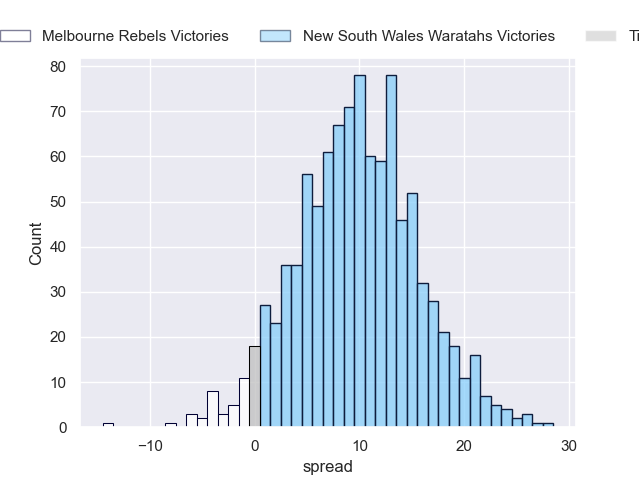 Melbourne Rebels Victories New South Wales Waratahs Victories Ti
80
70
60
50
40
30
20
10
0
Count
−10 0 10 20 30
spread